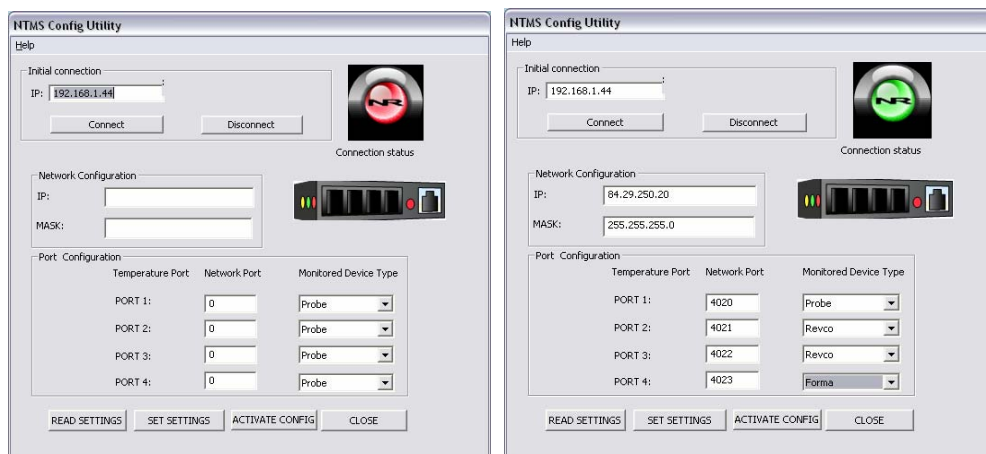 NTMS Config Utility
Help
Initial connection
IP: 192.168.1.44
Connect Disconnect
NR
Connection status
Network Configuration
IP:
MASK:
Port Configuration
Temperature Port Network Port Monitored Device Type
PORT 1: 0 Probe
PORT 2: 0 Probe
PORT 3: 0 Probe
PORT 4: 0 Probe
READ SETTINGS SET SETTINGS ACTIVATE CONFIG CLOSE
NTMS Config Utility
Help
Initial connection
IP: 192.168.1.44
Connect Disconnect
NR
Connection status
Network Configuration
IP: 84.29.250.20
MASK: 255.255.255.0
Port Configuration
Temperature Port Network Port Monitored Device Type
PORT 1: 4020 Probe
PORT 2: 4021 Revco
PORT 3: 4022 Revco
PORT 4: 4023 Forma
READ SETTINGS SET SETTINGS ACTIVATE CONFIG CLOSE